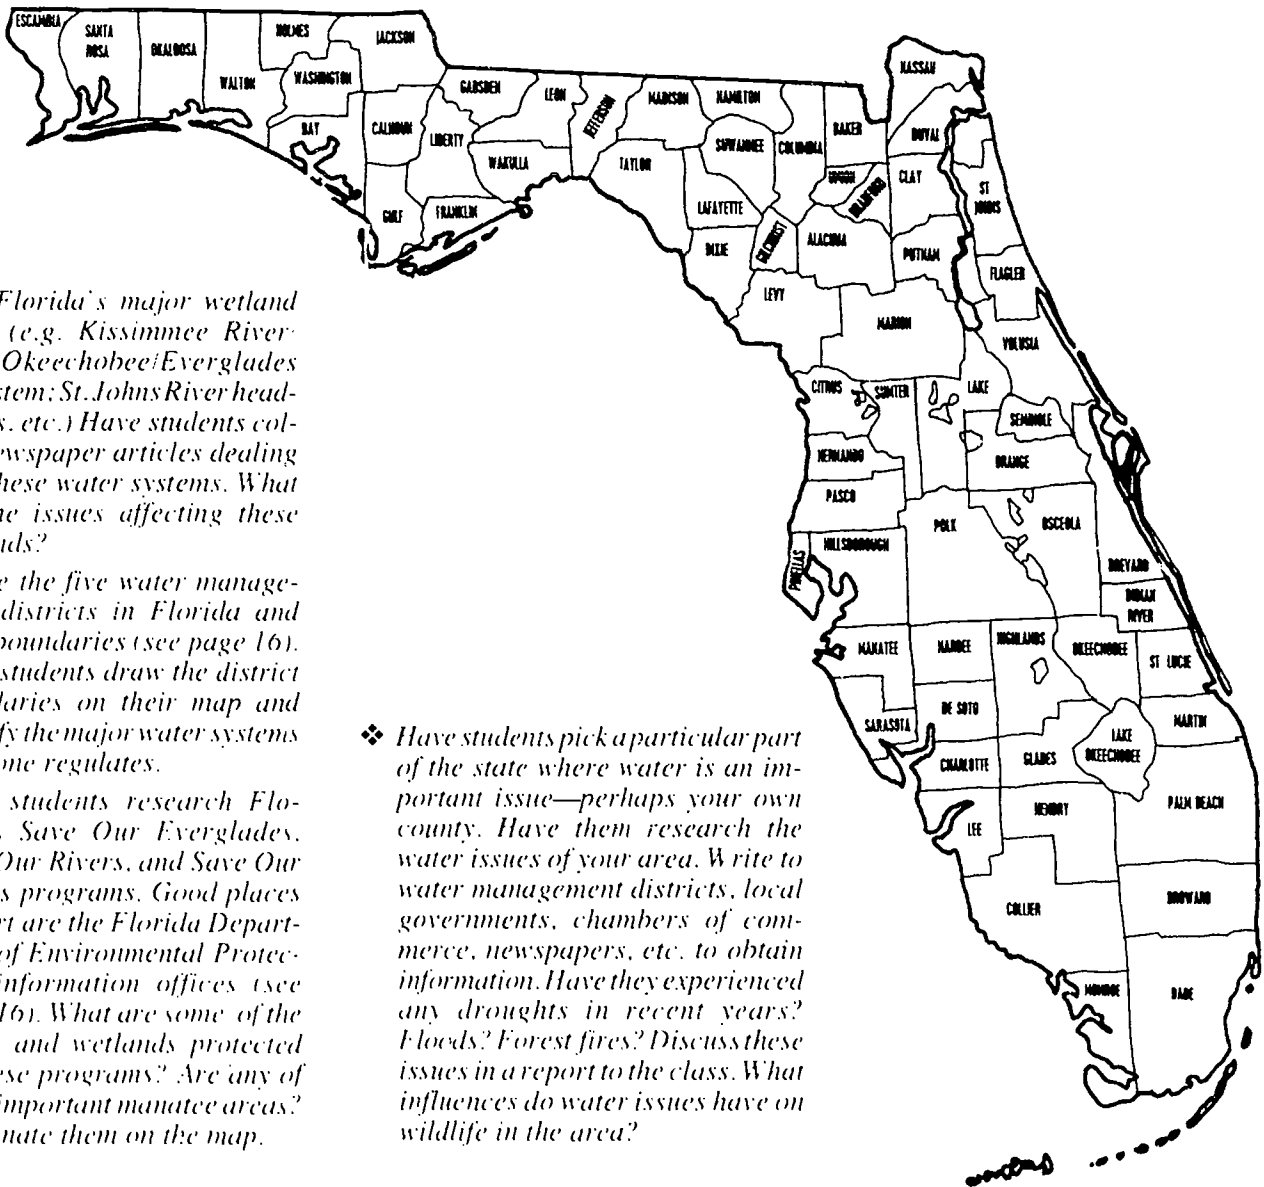 ESCAMBIA
SANTA
ROSA
OKALOOSA
WALTON
HOLMES
WASHINGTON
JACKSON
BAY
CALHOUN
GULF
LIBERTY
GADSDEN
FRANKLIN
WAKULLA
LEON
JEFFERSON
MADISON
TAYLOR
HAMILTON
SUWANNEE
LAFAYETTE
DIXIE
COLUMBIA
GILCHRIST
BAKER
UNION
BRADFORD
ALACHUA
LEVY
NASSAU
DUVAL
CLAY
ST
JOHNS
PUTNAM
FLAGLER
MARION
VOLUSIA
CITRUS
SUMTER
LAKE
SEMINOLE
ORANGE
HERNANDO
PASCO
PINELLAS
HILLSBOROUGH
POLK
OSCEOLA
BREVARD
INDIAN
RIVER
MANATEE
HARDEE
HIGHLANDS
OKEECHOBEE
ST LUCIE
SARASOTA
DE SOTO
MARTIN
CHARLOTTE
GLADES
LAKE
OKEECHOBEE
LEE
HENDRY
PALM BEACH
COLLIER
BROWARD
MONROE
DADE
Florida's major wetland
(e.g. Kissimmee River-
Okeechobee/Everglades
tem; St. Johns River head-
s, etc.) Have students col-
ewspaper articles dealing
hese water systems. What
ne issues affecting these
nds?
e the five water manage-
districts in Florida and
boundaries (see page 16).
students draw the district
daries on their map and
fy the major water systems
one regulates.
students research Flo-
Save Our Everglades,
Our Rivers, and Save Our
s programs. Good places
rt are the Florida Depart-
of Environmental Protec-
information offices (see
16). What are some of the
and wetlands protected
ese programs? Are any of
important manatee areas?
nate them on the map.
❖ Have students pick a particular part
of the state where water is an im-
portant issue—perhaps your own
county. Have them research the
water issues of your area. Write to
water management districts, local
governments, chambers of com-
merce, newspapers, etc. to obtain
information. Have they experienced
any droughts in recent years?
Floods? Forest fires? Discuss these
issues in a report to the class. What
influences do water issues have on
wildlife in the area?